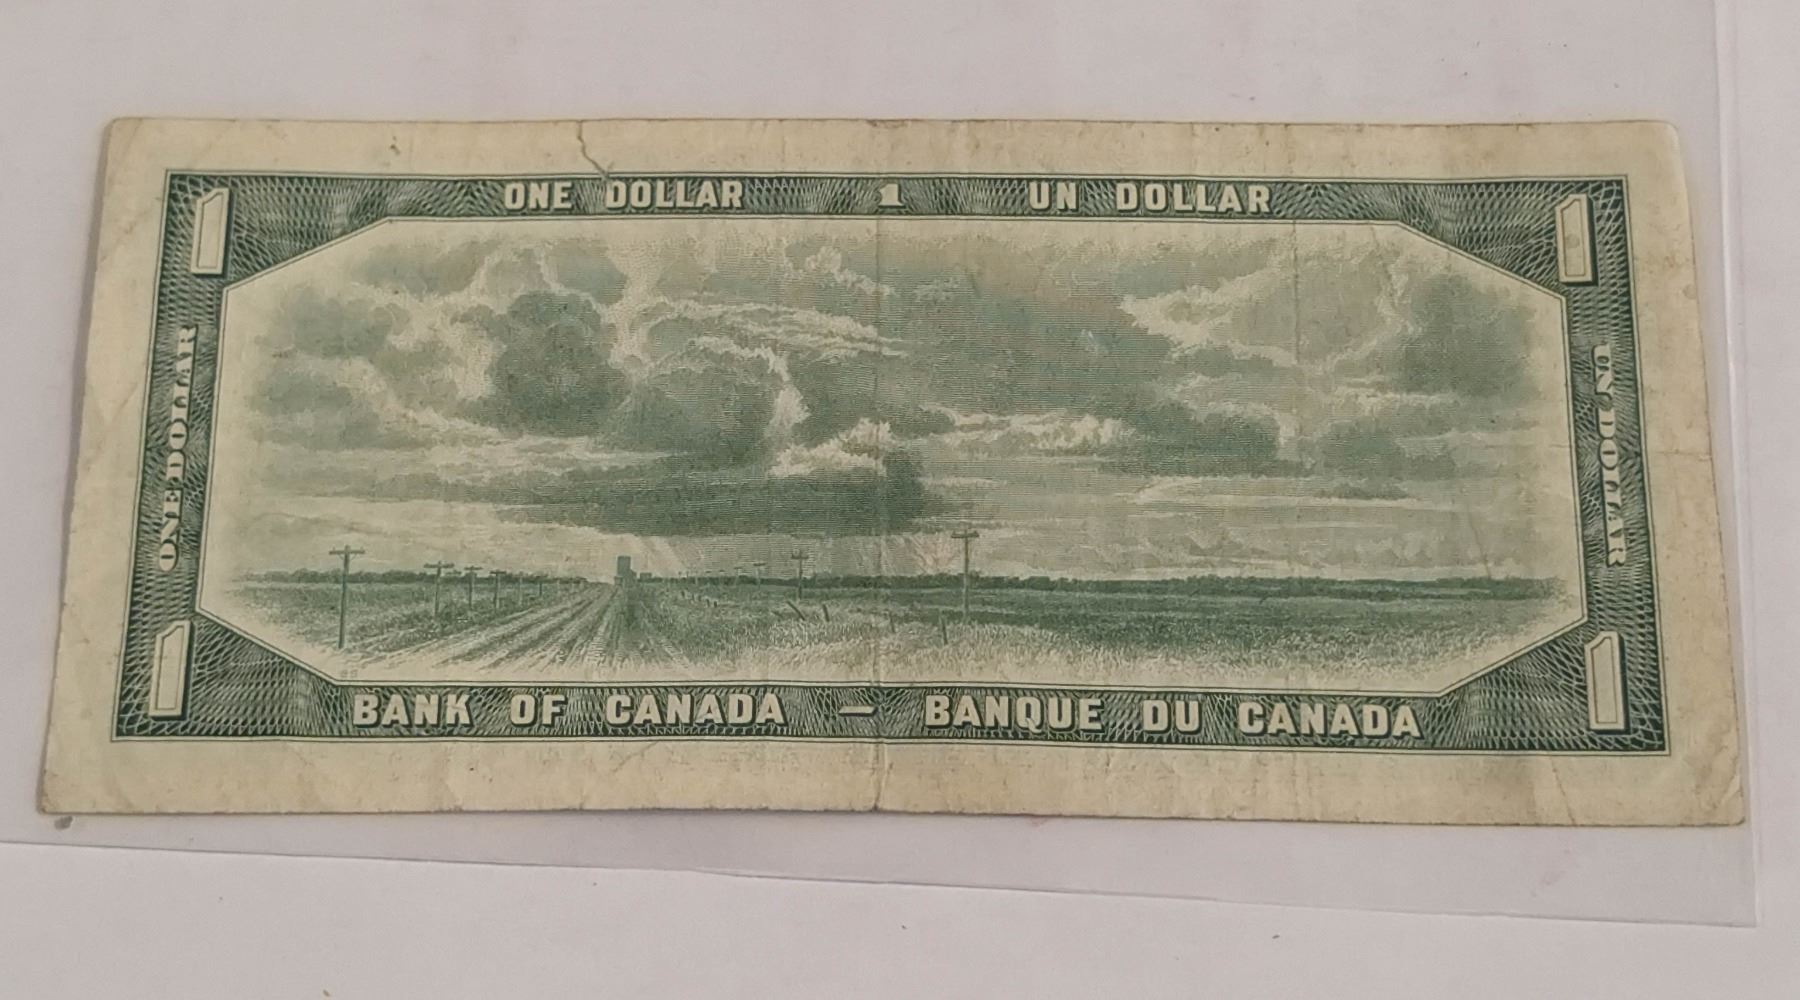 1 ONE DOLLAR 1 UN DOLLAR 1
ONE DOLLAR
UN DOLLAR
1 BANK OF CANADA — BANQUE DU CANADA 1